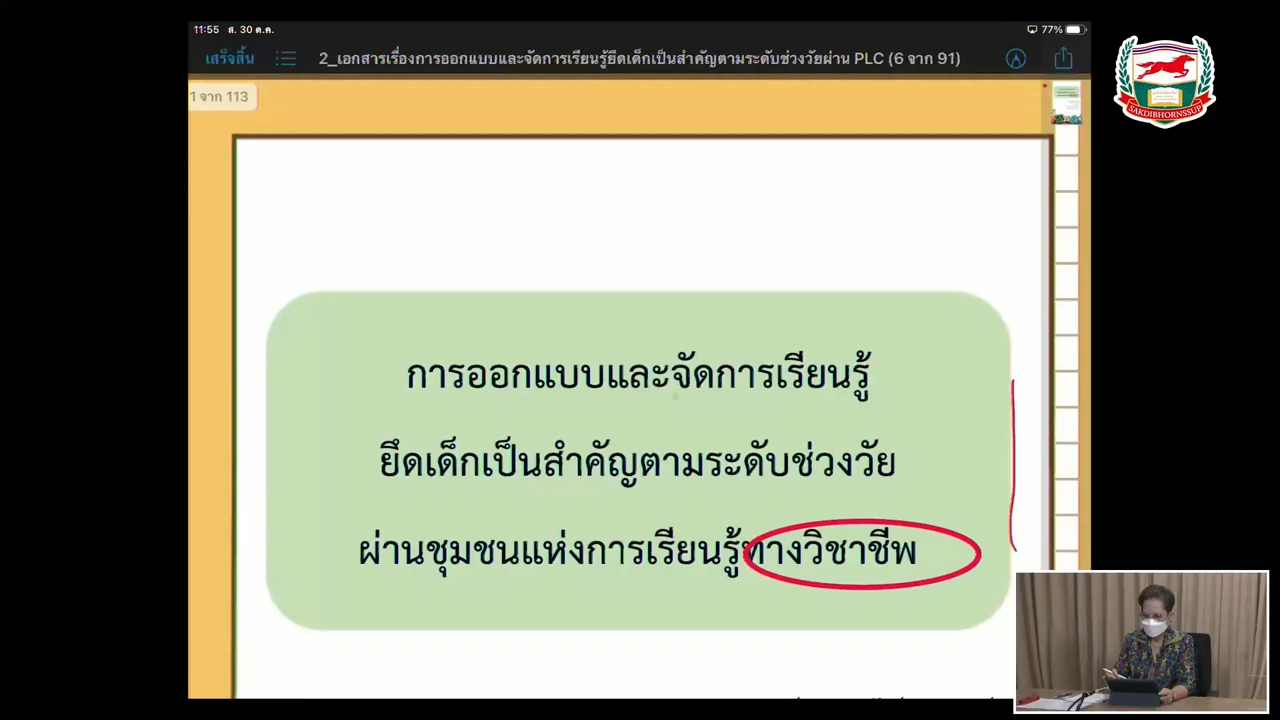 11:55 ส. 30 ต.ค.
77%
เสร็จสิ้น
2_เอกสารเรื่องการออกแบบและจัดการเรียนรู้ยึดเด็กเป็นสำคัญตามระดับช่วงวัยผ่าน PLC (6 จาก 91)
1 จาก 113
SAKDIBHORNSSUP
การออกแบบและจัดการเรียนรู้
ยึดเด็กเป็นสำคัญตามระดับช่วงวัย
ผ่านชุมชนแห่งการเรียนรู้ทางวิชาชีพ